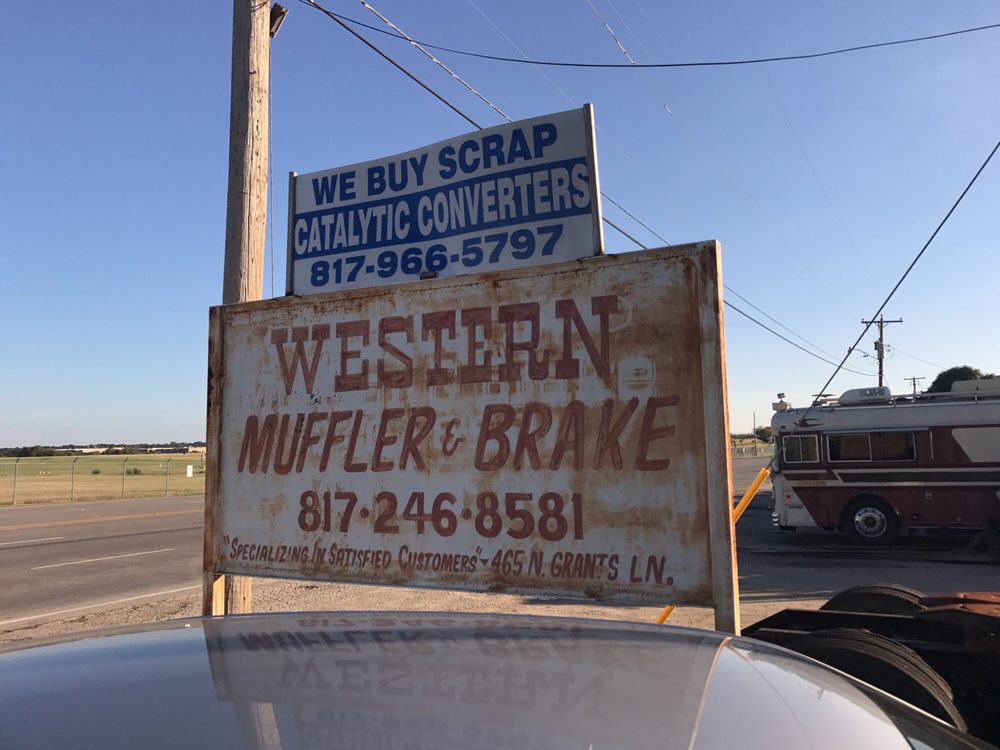 WE BUY SCRAP
CATALYTIC CONVERTERS
817-966-5797
WESTERN
MUFFLER & BRAKE
817·246·8581
"SPECIALIZING IN SATISFIED CUSTOMERS" 465 N. GRANTS LN.